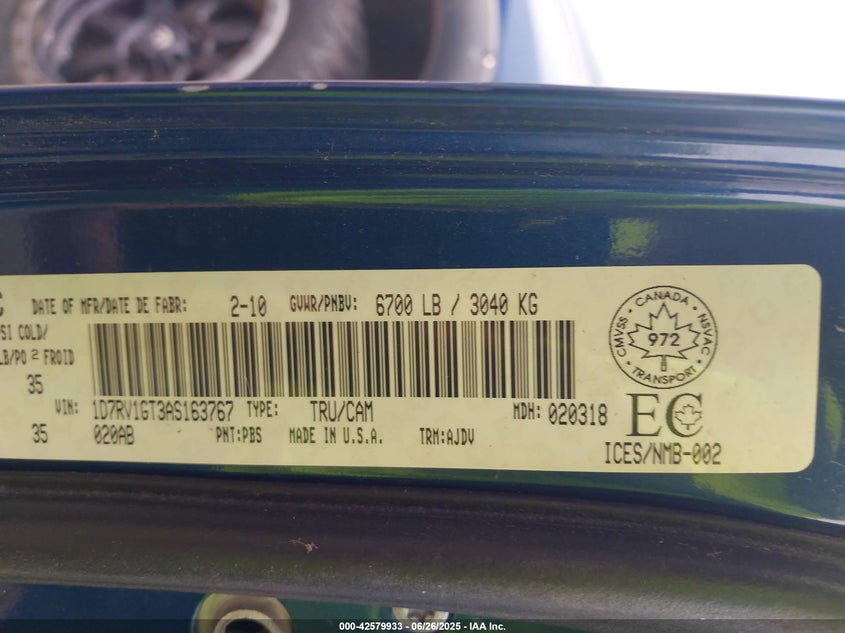 DATE OF MFR/DATE DE FABR: 2-10 GVWR/PNBV: 6700 LB / 3040 KG
SI COLD/
LB/PO 2 FROID
35
VIN: 1D7RV1GT3AS163767 TYPE: TRU/CAM MDH: 020318
35 020AB PNT:PBS MADE IN U.S.A. TRM:AJDV
CANADA
CMVSS 972 NSVAC
TRANSPORT
EC
ICES/NMB-002
000-42579933 - 06/26/2025 - IAA Inc.